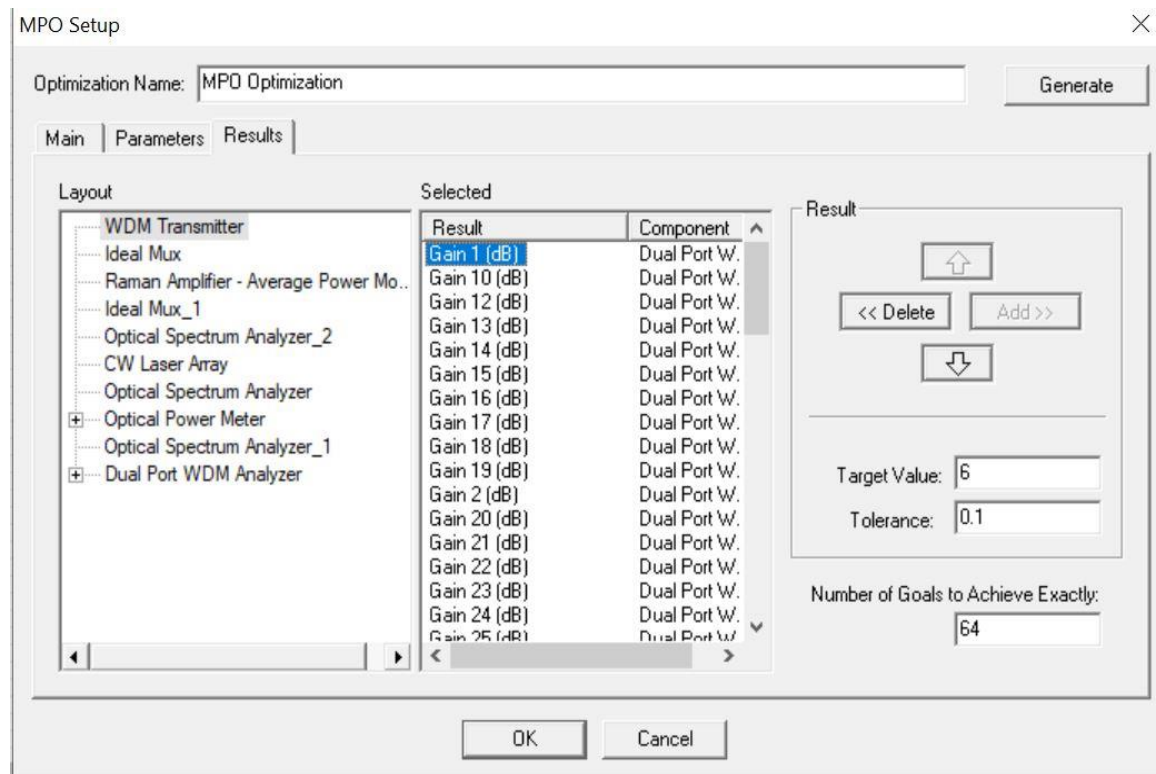 MPO Setup
Optimization Name: MPO Optimization
Generate
Main Parameters Results
Layout
WDM Transmitter
Ideal Mux
Raman Amplifier - Average Power Mo..
Ideal Mux_1
Optical Spectrum Analyzer_2
CW Laser Array
Optical Spectrum Analyzer
Optical Power Meter
Optical Spectrum Analyzer_1
Dual Port WDM Analyzer
Selected
Result Component
Gain 1 (dB) Dual Port W.
Gain 10 (dB) Dual Port W.
Gain 12 (dB) Dual Port W.
Gain 13 (dB) Dual Port W.
Gain 14 (dB) Dual Port W.
Gain 15 (dB) Dual Port W.
Gain 16 (dB) Dual Port W.
Gain 17 (dB) Dual Port W.
Gain 18 (dB) Dual Port W.
Gain 19 (dB) Dual Port W.
Gain 2 (dB) Dual Port W.
Gain 20 (dB) Dual Port W.
Gain 21 (dB) Dual Port W.
Gain 22 (dB) Dual Port W.
Gain 23 (dB) Dual Port W.
Gain 24 (dB) Dual Port W.
Gain 25 (dB) Dual Port W
Result
<< Delete Add >>
Target Value: 6
Tolerance: 0.1
Number of Goals to Achieve Exactly:
64
OK Cancel